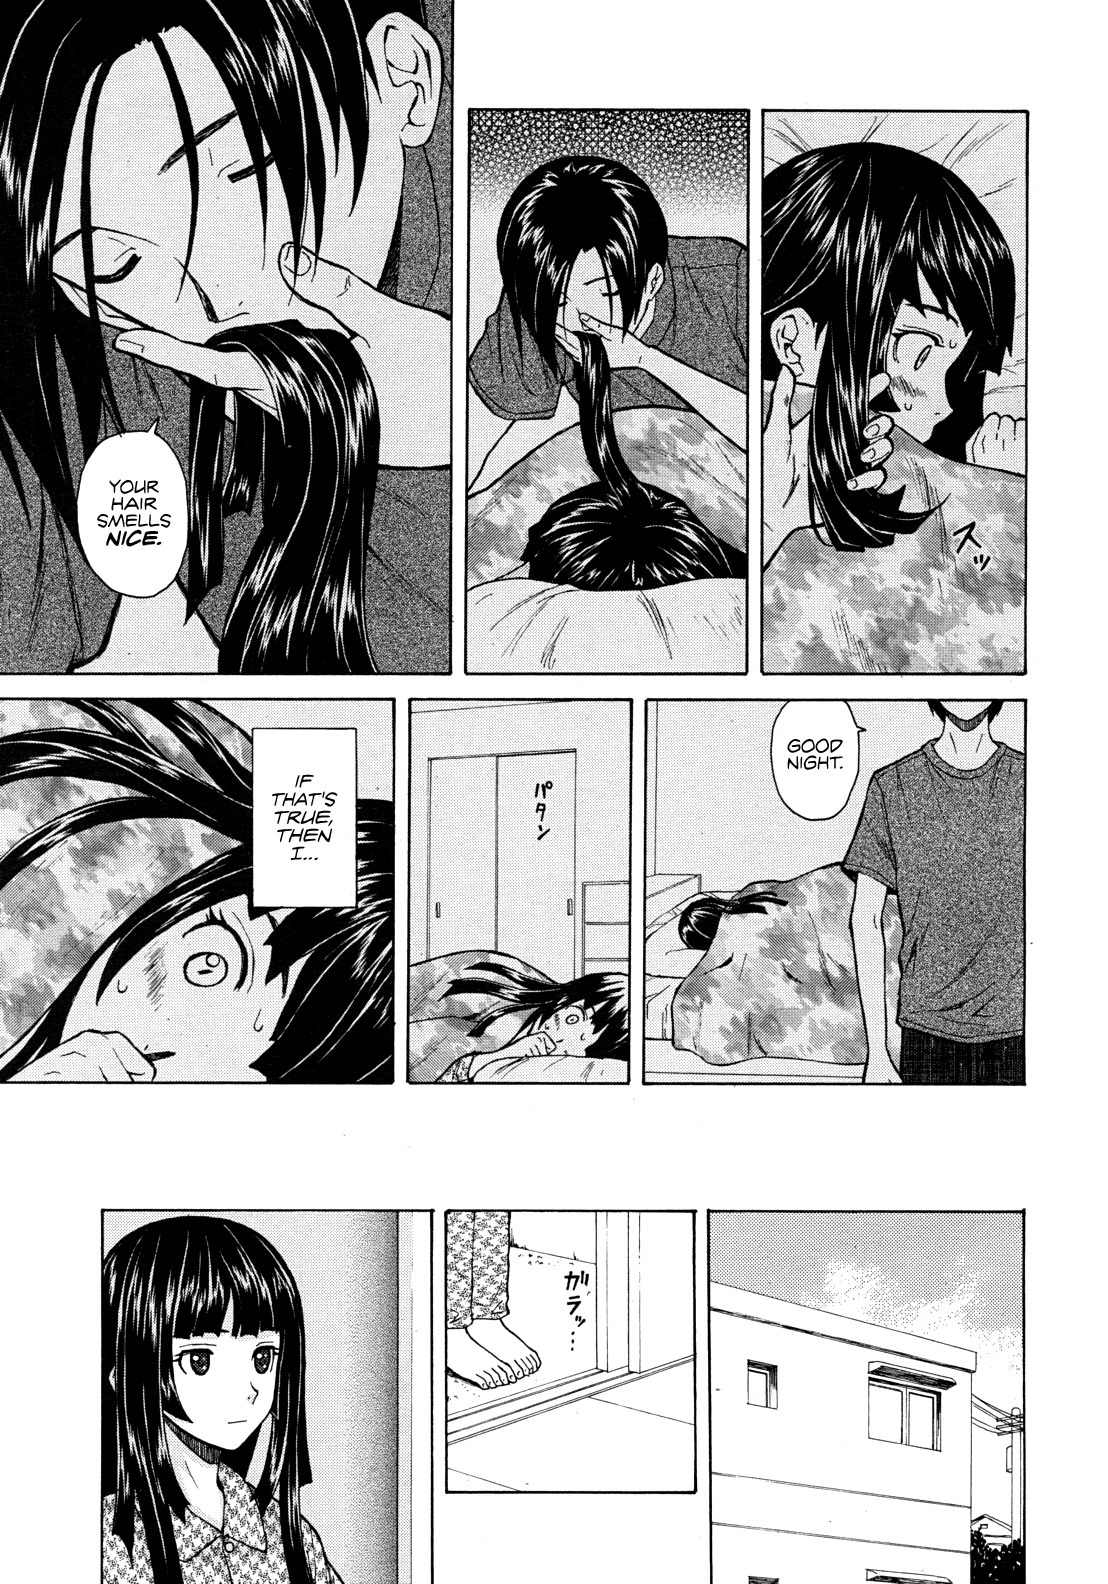 スッ
YOUR
HAIR
SMELLS
NICE.
GOOD
NIGHT.
パタン
IF
THAT'S
TRUE,
THEN
I...
ガラッ...